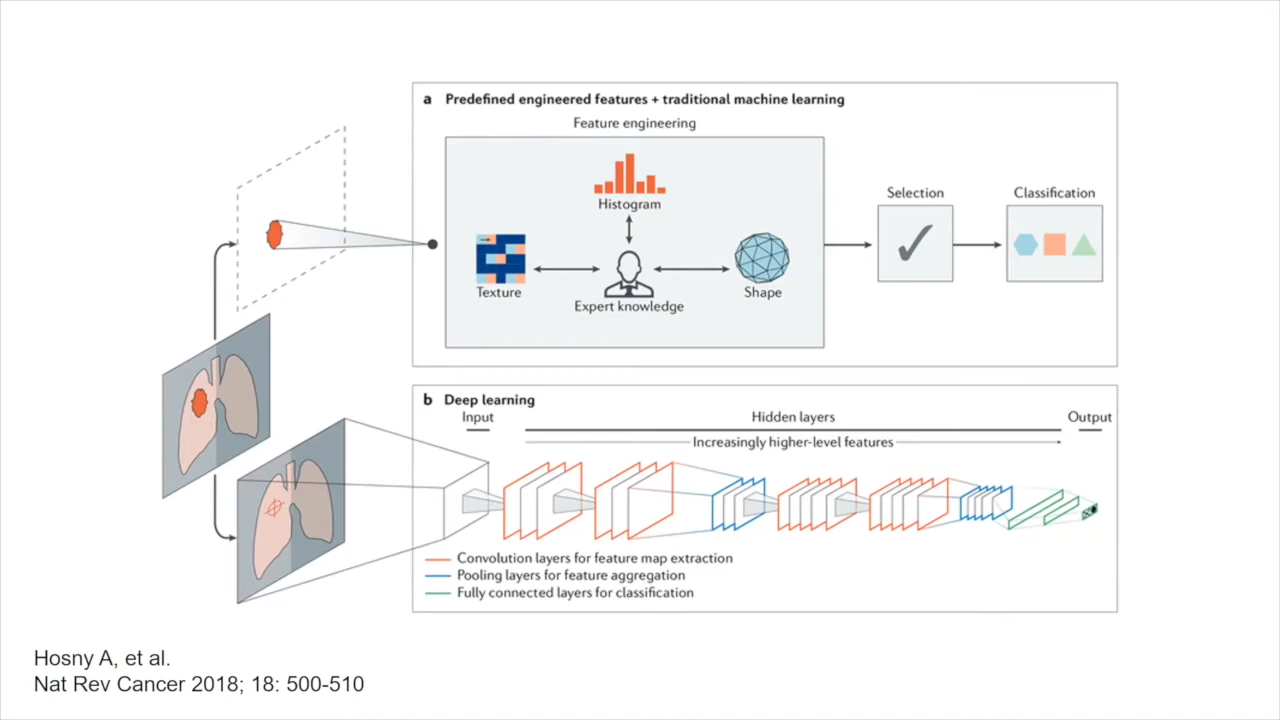 a Predefined engineered features + traditional machine learning
Feature engineering
Histogram
Texture
Expert knowledge
Shape
Selection
Classification
b Deep learning
Input
Hidden layers
Output
Increasingly higher-level features
Convolution layers for feature map extraction
Pooling layers for feature aggregation
Fully connected layers for classification
Hosny A, et al.
Nat Rev Cancer 2018; 18: 500-510